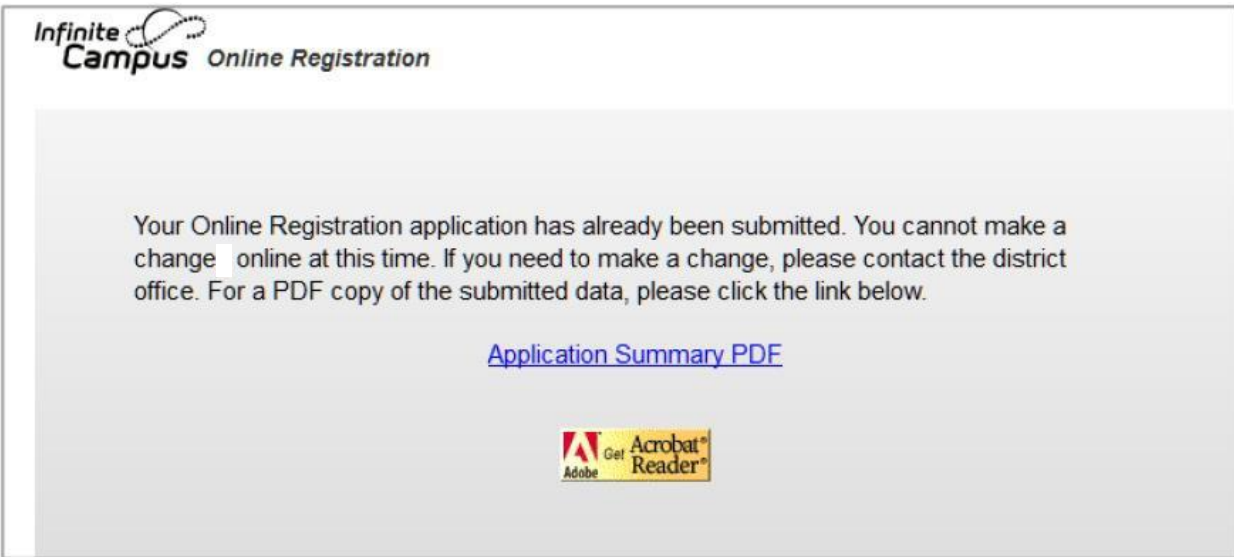 Infinite
Campus Online Registration
Your Online Registration application has already been submitted. You cannot make a
change online at this time. If you need to make a change, please contact the district
office. For a PDF copy of the submitted data, please click the link below.
Application Summary PDF
Adobe Get Acrobat®
Reader®